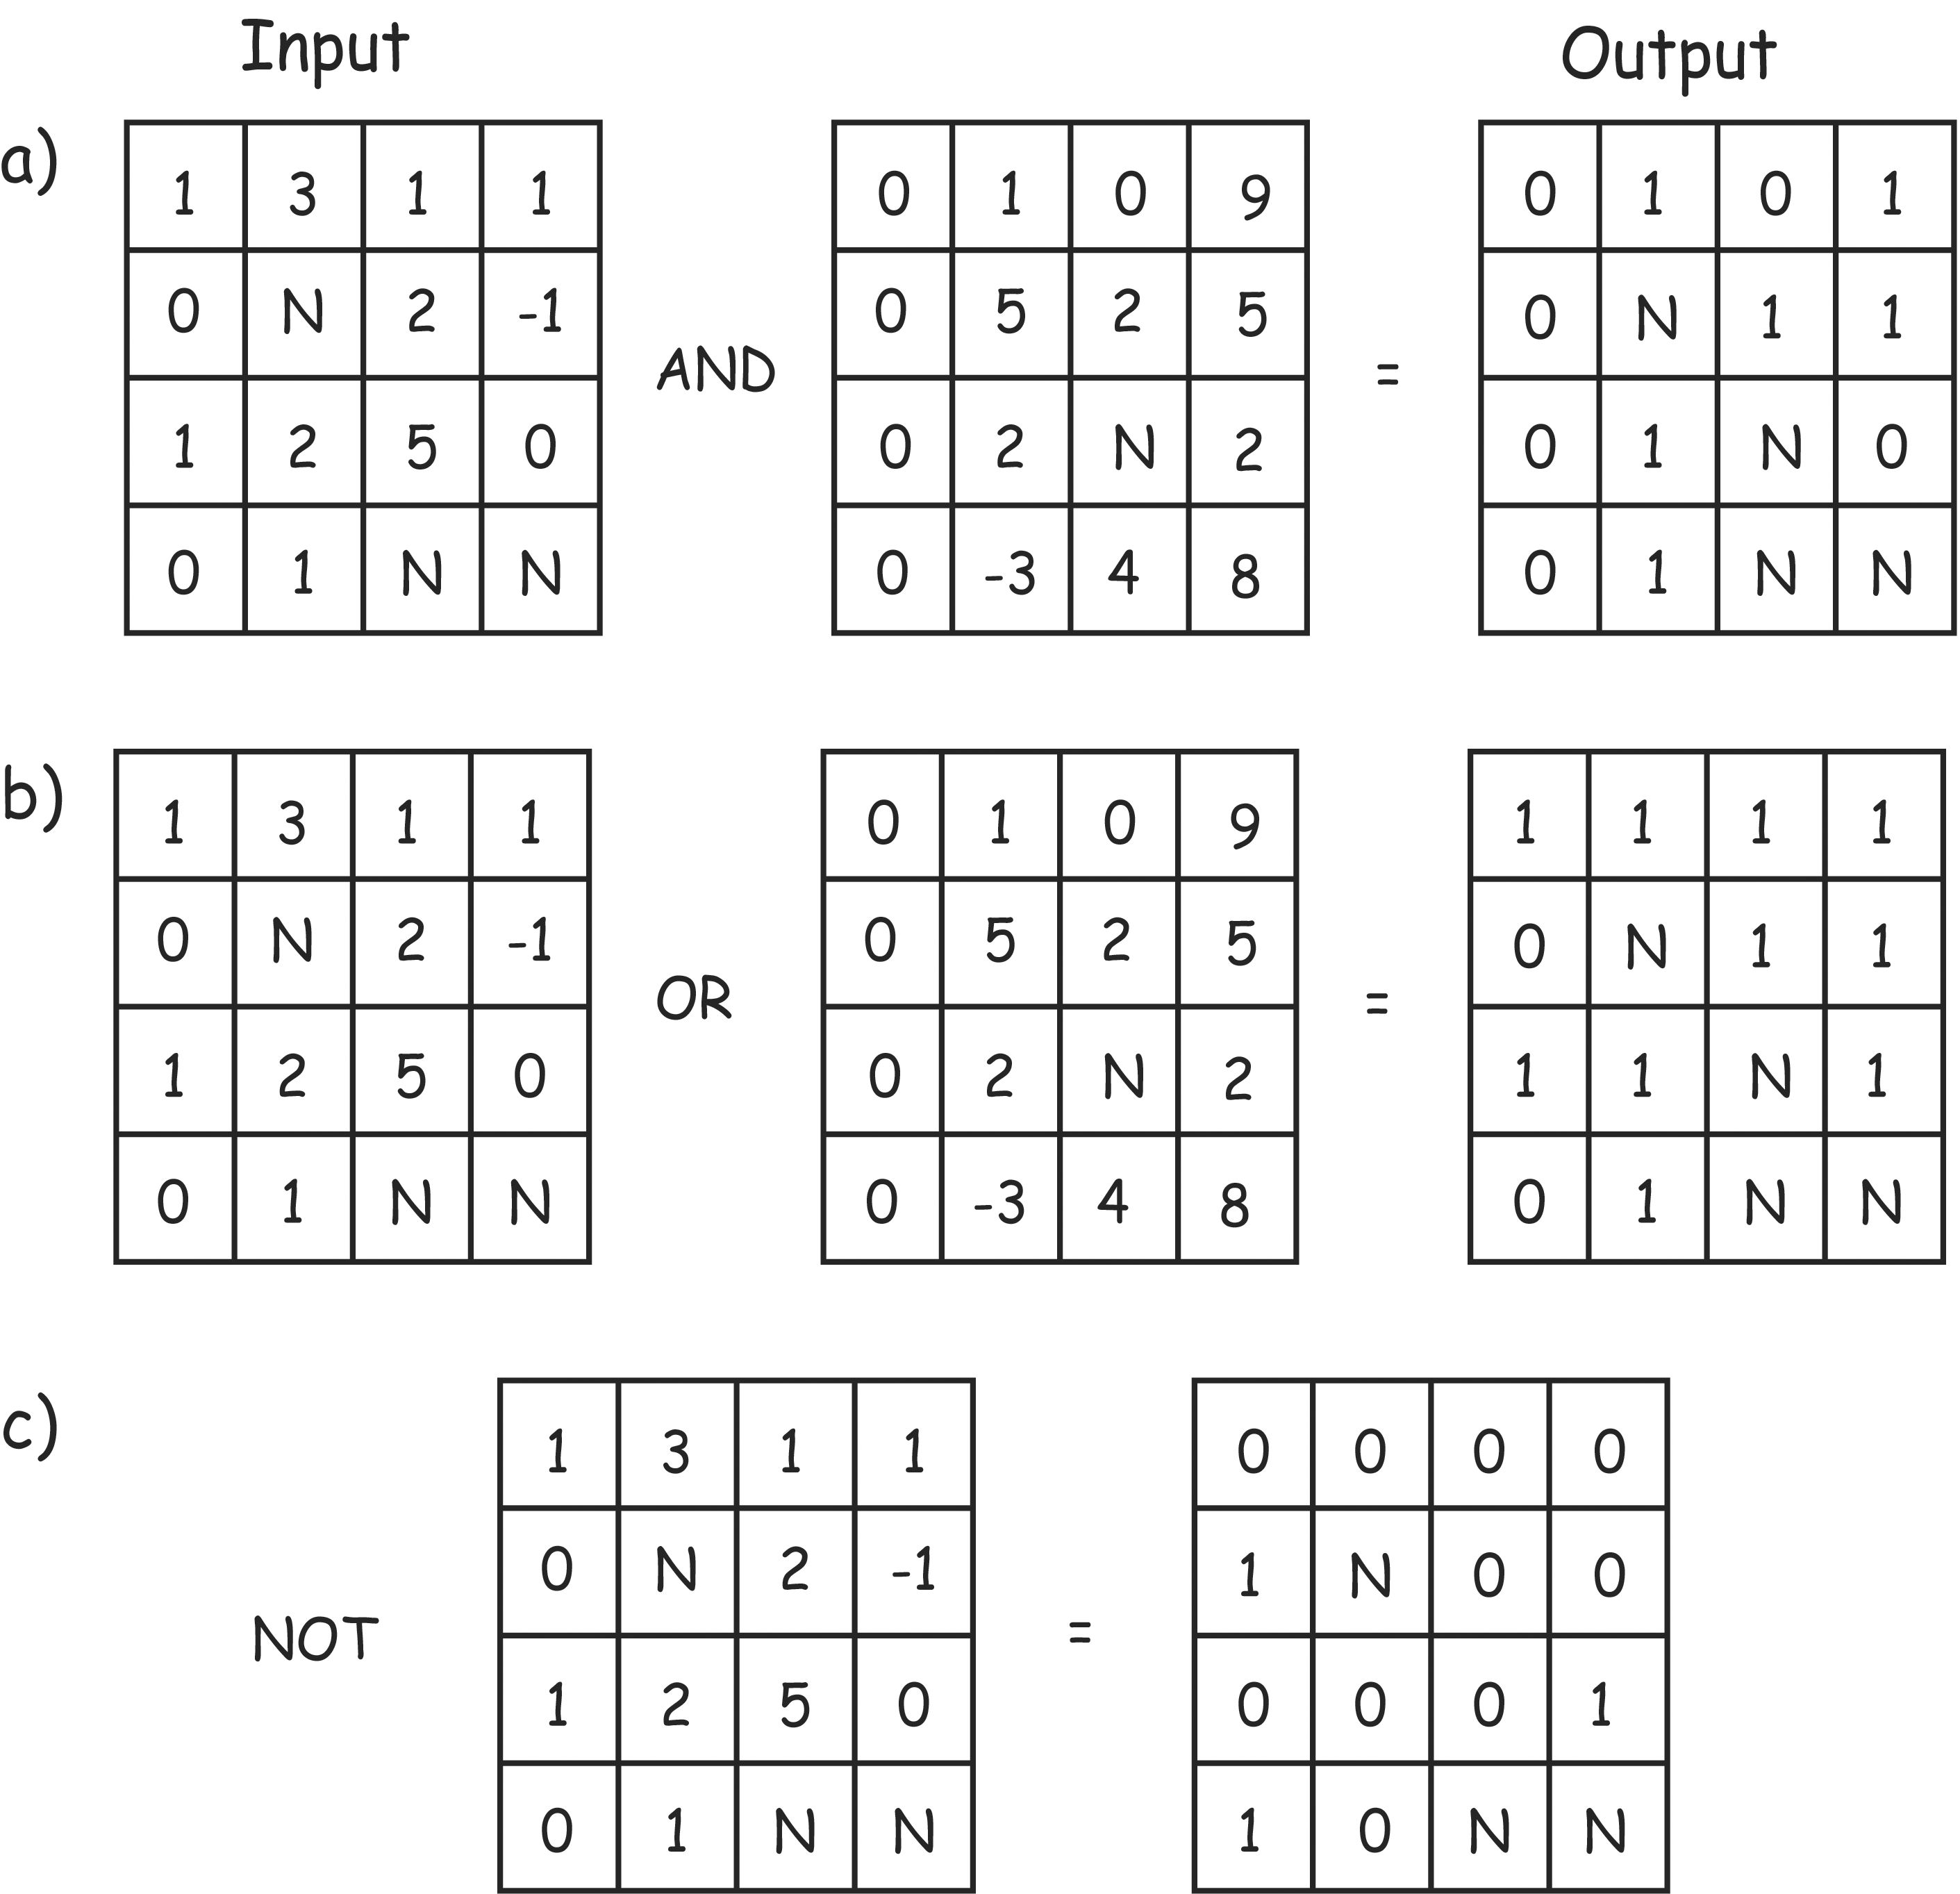 Input Output
a)
1 3 1 1 0 1 0 9 0 1 0 1
0 N 2 -1 0 5 2 5 0 N 1 1
AND =
1 2 5 0 0 2 N 2 0 1 N 0
0 1 N N 0 -3 4 8 0 1 N N
b)
1 3 1 1 0 1 0 9 1 1 1 1
0 N 2 -1 0 5 2 5 0 N 1 1
OR =
1 2 5 0 0 2 N 2 1 1 N 1
0 1 N N 0 -3 4 8 0 1 N N
c)
1 3 1 1 0 0 0 0
0 N 2 -1 1 N 0 0
NOT =
1 2 5 0 0 0 0 1
0 1 N N 1 0 N N